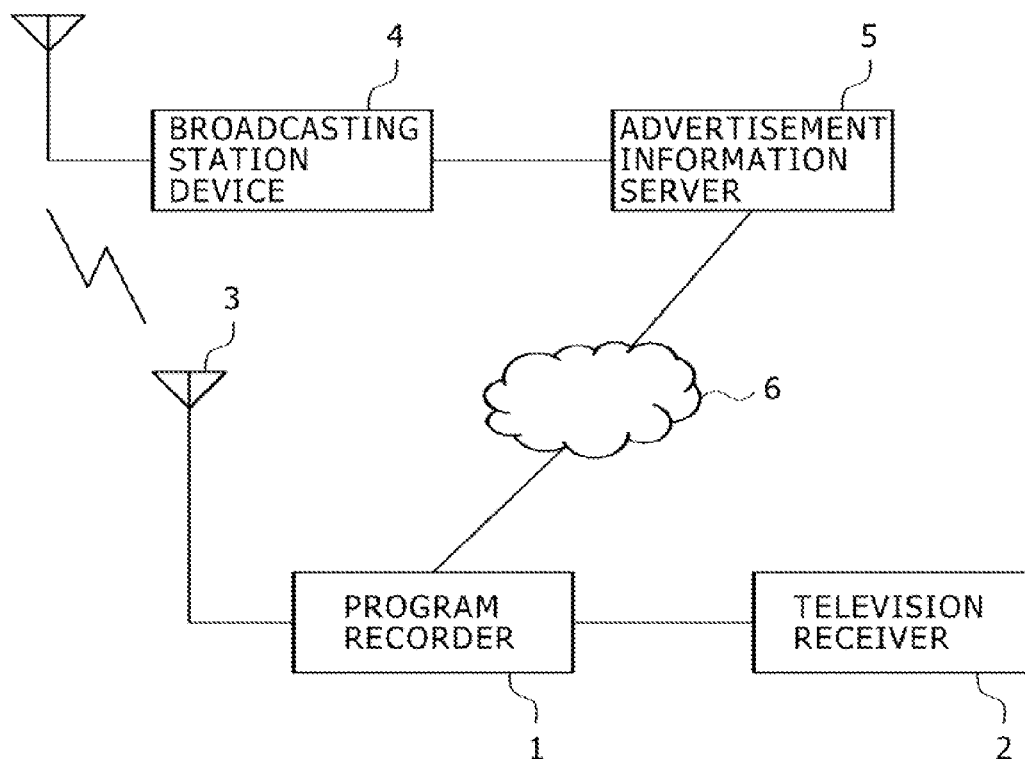 4
5
BROADCASTING
STATION
DEVICE
ADVERTISEMENT
INFORMATION
SERVER
3
6
PROGRAM
RECORDER
TELEVISION
RECEIVER
1
2